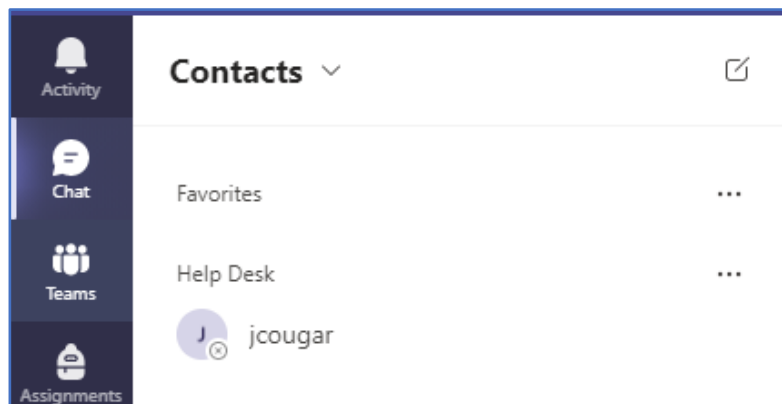 Activity
Chat
Teams
Assignments
Contacts
Favorites
Help Desk
J
jcougar